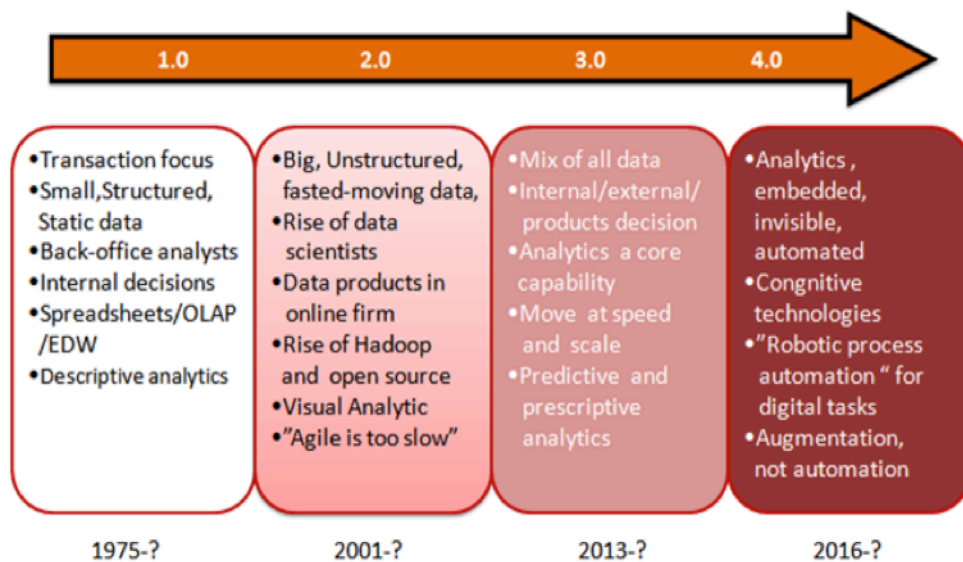 1.0
2.0
3.0
4.0
•Transaction focus
•Small,Structured,
Static data
•Back-office analysts
•Internal decisions
•Spreadsheets/OLAP
/EDW
•Descriptive analytics
•Big, Unstructured,
fasted-moving data,
•Rise of data
scientists
•Data products in
online firm
•Rise of Hadoop
and open source
•Visual Analytic
•"Agile is too slow"
•Mix of all data
•Internal/external/
products decision
•Analytics a core
capability
•Move at speed
and scale
•Predictive and
prescriptive
analytics
•Analytics ,
embedded,
invisible,
automated
•Congnitive
technologies
•"Robotic process
automation " for
digital tasks
•Augmentation,
not automation
1975-?
2001-?
2013-?
2016-?